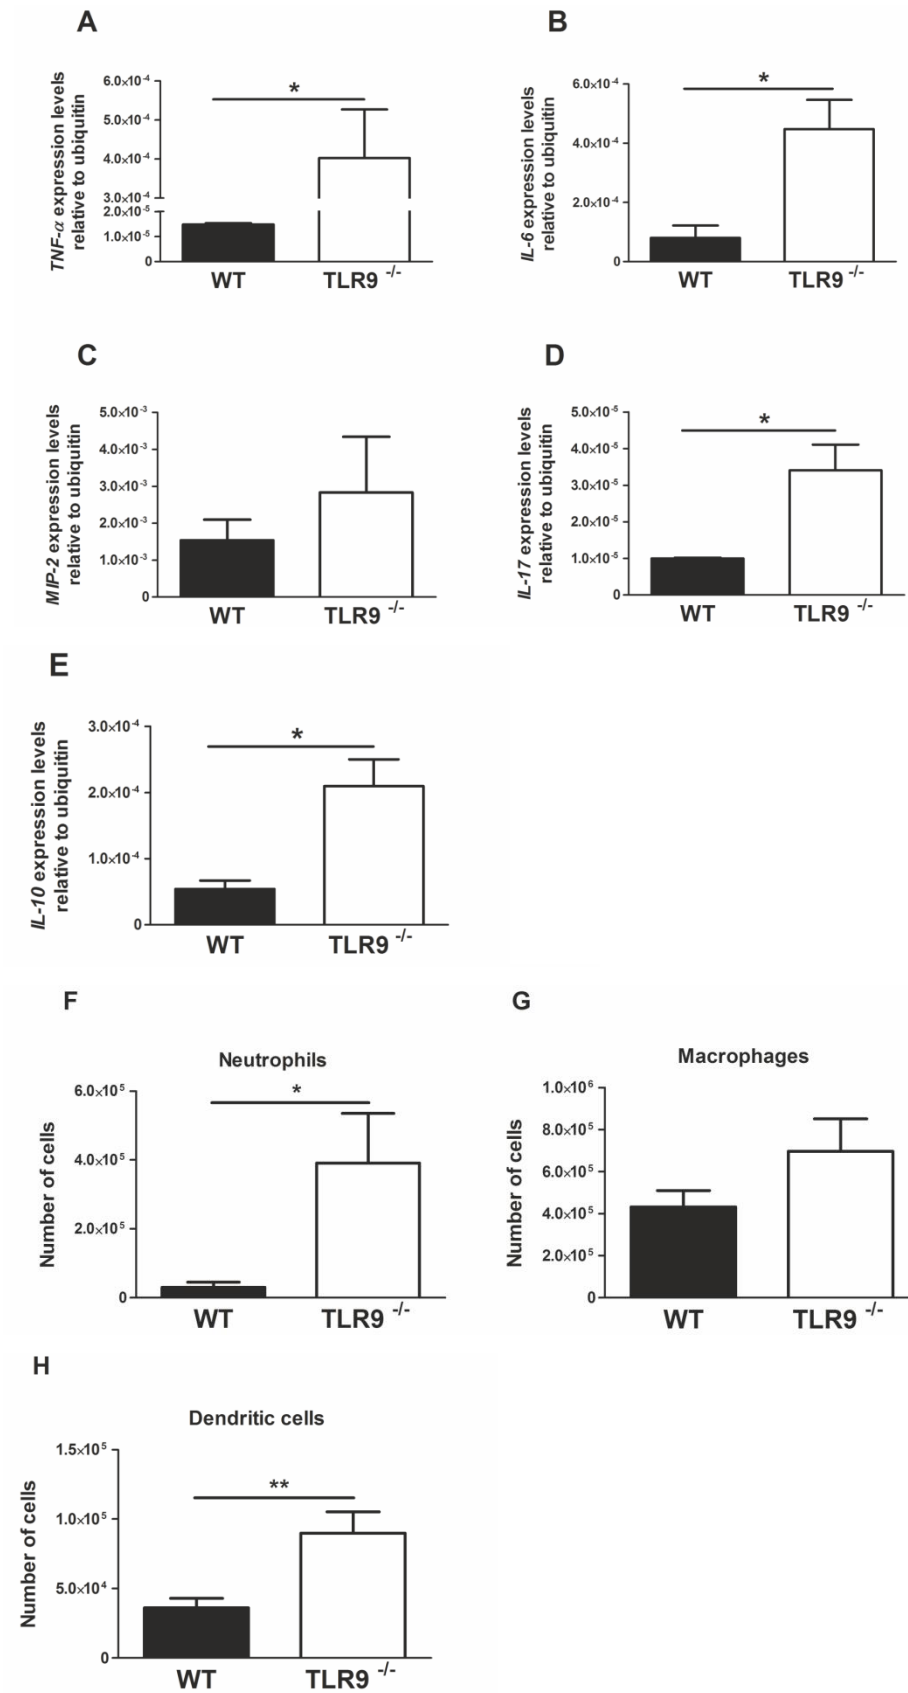 A
TNF-α expression levels
relative to ubiquitin
6.0×10⁻⁴
5.0×10⁻⁴
4.0×10⁻⁴
3.0×10⁻⁴
2.0×10⁻⁵
1.0×10⁻⁵
0
*
WT TLR9 -/-
B
IL-6 expression levels
relative to ubiquitin
6.0×10⁻⁴
4.0×10⁻⁴
2.0×10⁻⁴
0
*
WT TLR9 -/-
C
MIP-2 expression levels
relative to ubiquitin
5.0×10⁻³
4.0×10⁻³
3.0×10⁻³
2.0×10⁻³
1.0×10⁻³
0
WT TLR9 -/-
D
IL-17 expression levels
relative to ubiquitin
5.0×10⁻⁵
4.0×10⁻⁵
3.0×10⁻⁵
2.0×10⁻⁵
1.0×10⁻⁵
0
*
WT TLR9 -/-
E
IL-10 expression levels
relative to ubiquitin
3.0×10⁻⁴
2.0×10⁻⁴
1.0×10⁻⁴
0
*
WT TLR9 -/-
F
Neutrophils
Number of cells
6.0×10⁵
4.0×10⁵
2.0×10⁵
0
*
WT TLR9 -/-
G
Macrophages
Number of cells
1.0×10⁶
8.0×10⁵
6.0×10⁵
4.0×10⁵
2.0×10⁵
0
WT TLR9 -/-
H
Dendritic cells
Number of cells
1.5×10⁵
1.0×10⁵
5.0×10⁴
0
**
WT TLR9 -/-